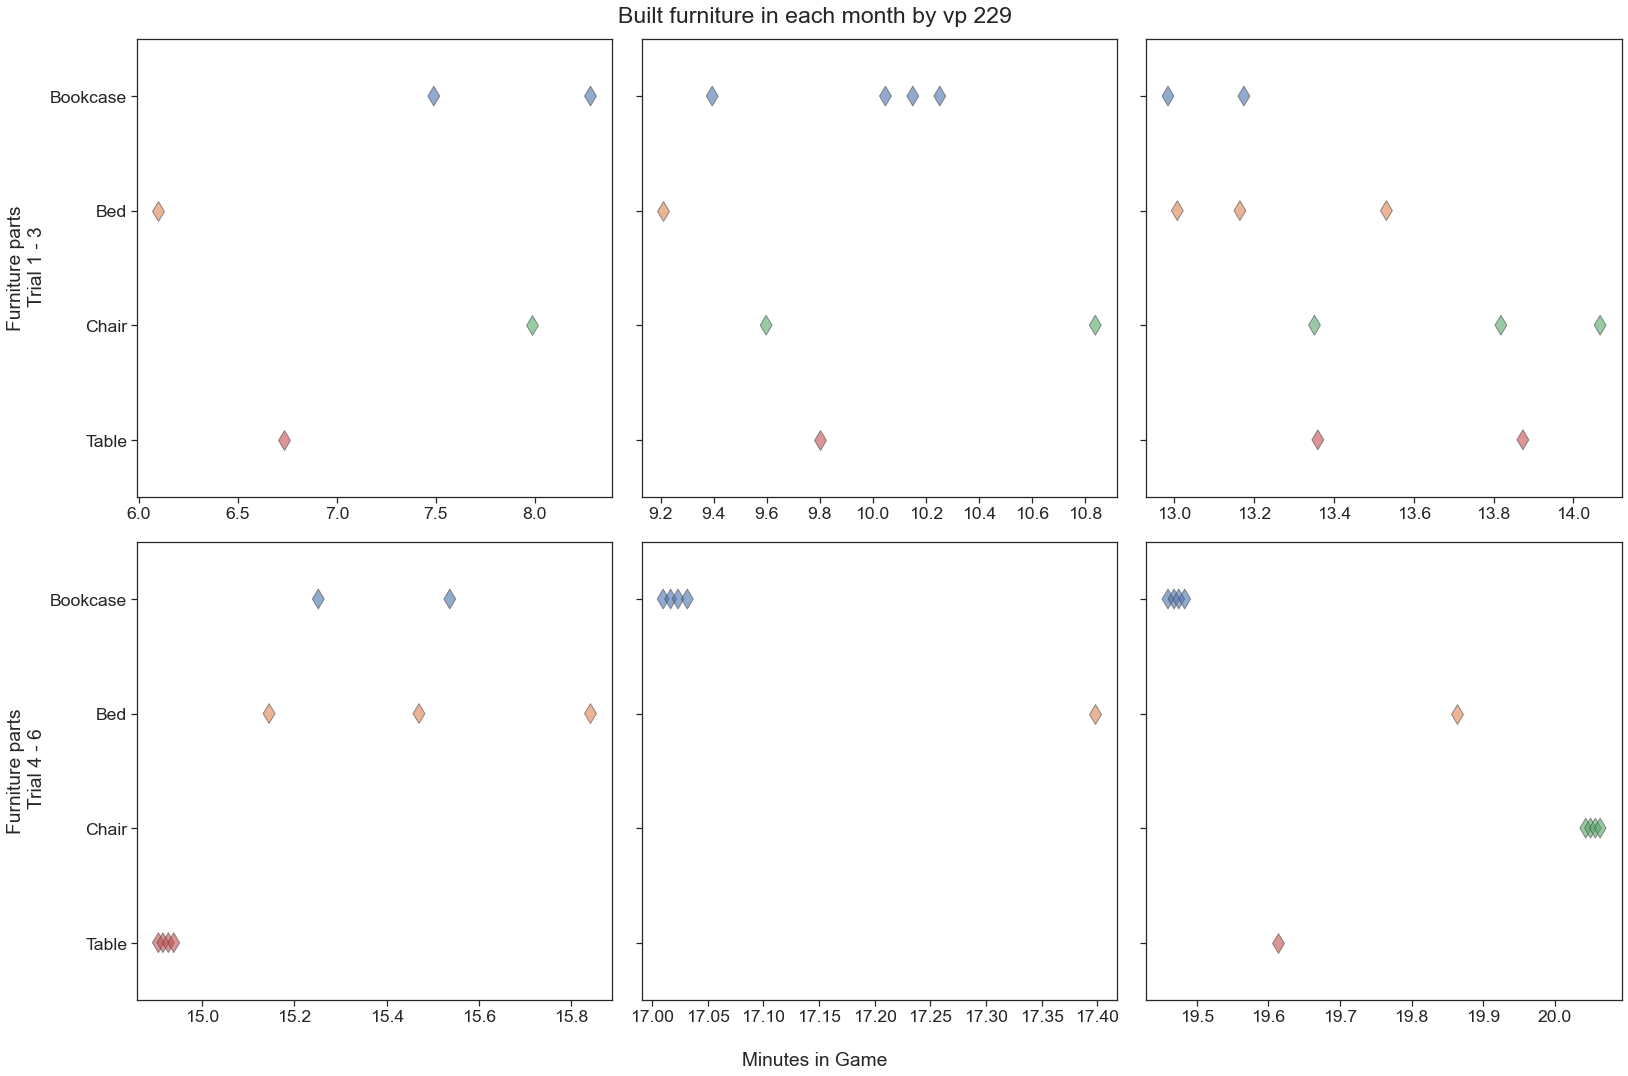 Built furniture in each month by vp 229
Furniture parts
Trial 1 - 3
Bookcase
Bed
Chair
Table
6.0 6.5 7.0 7.5 8.0
9.2 9.4 9.6 9.8 10.0 10.2 10.4 10.6 10.8
13.0 13.2 13.4 13.6 13.8 14.0
Furniture parts
Trial 4 - 6
Bookcase
Bed
Chair
Table
15.0 15.2 15.4 15.6 15.8
17.00 17.05 17.10 17.15 17.20 17.25 17.30 17.35 17.40
19.5 19.6 19.7 19.8 19.9 20.0
Minutes in Game